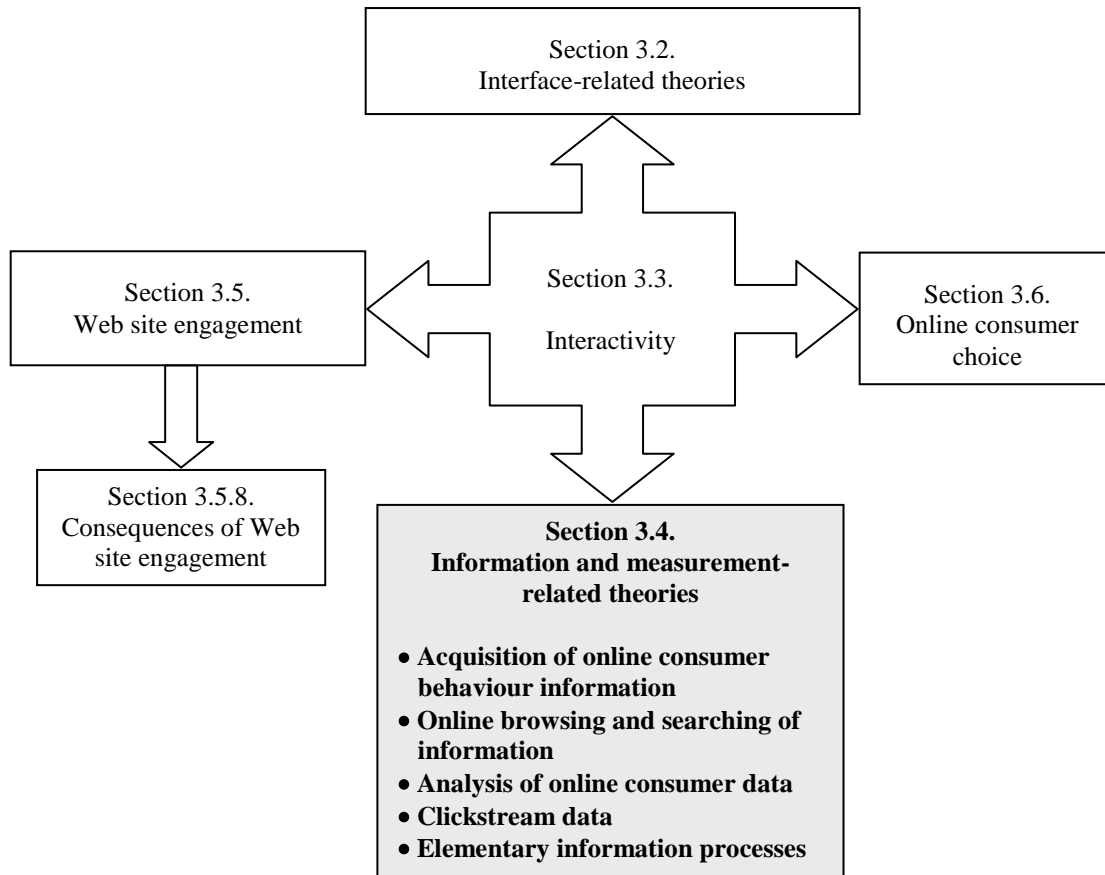 Section 3.2.
Interface-related theories
Section 3.3.
Interactivity
Section 3.5.
Web site engagement
Section 3.6.
Online consumer
choice
Section 3.5.8.
Consequences of Web
site engagement
Section 3.4.
Information and measurement-
related theories
• Acquisition of online consumer
behaviour information
• Online browsing and searching of
information
• Analysis of online consumer data
• Clickstream data
• Elementary information processes